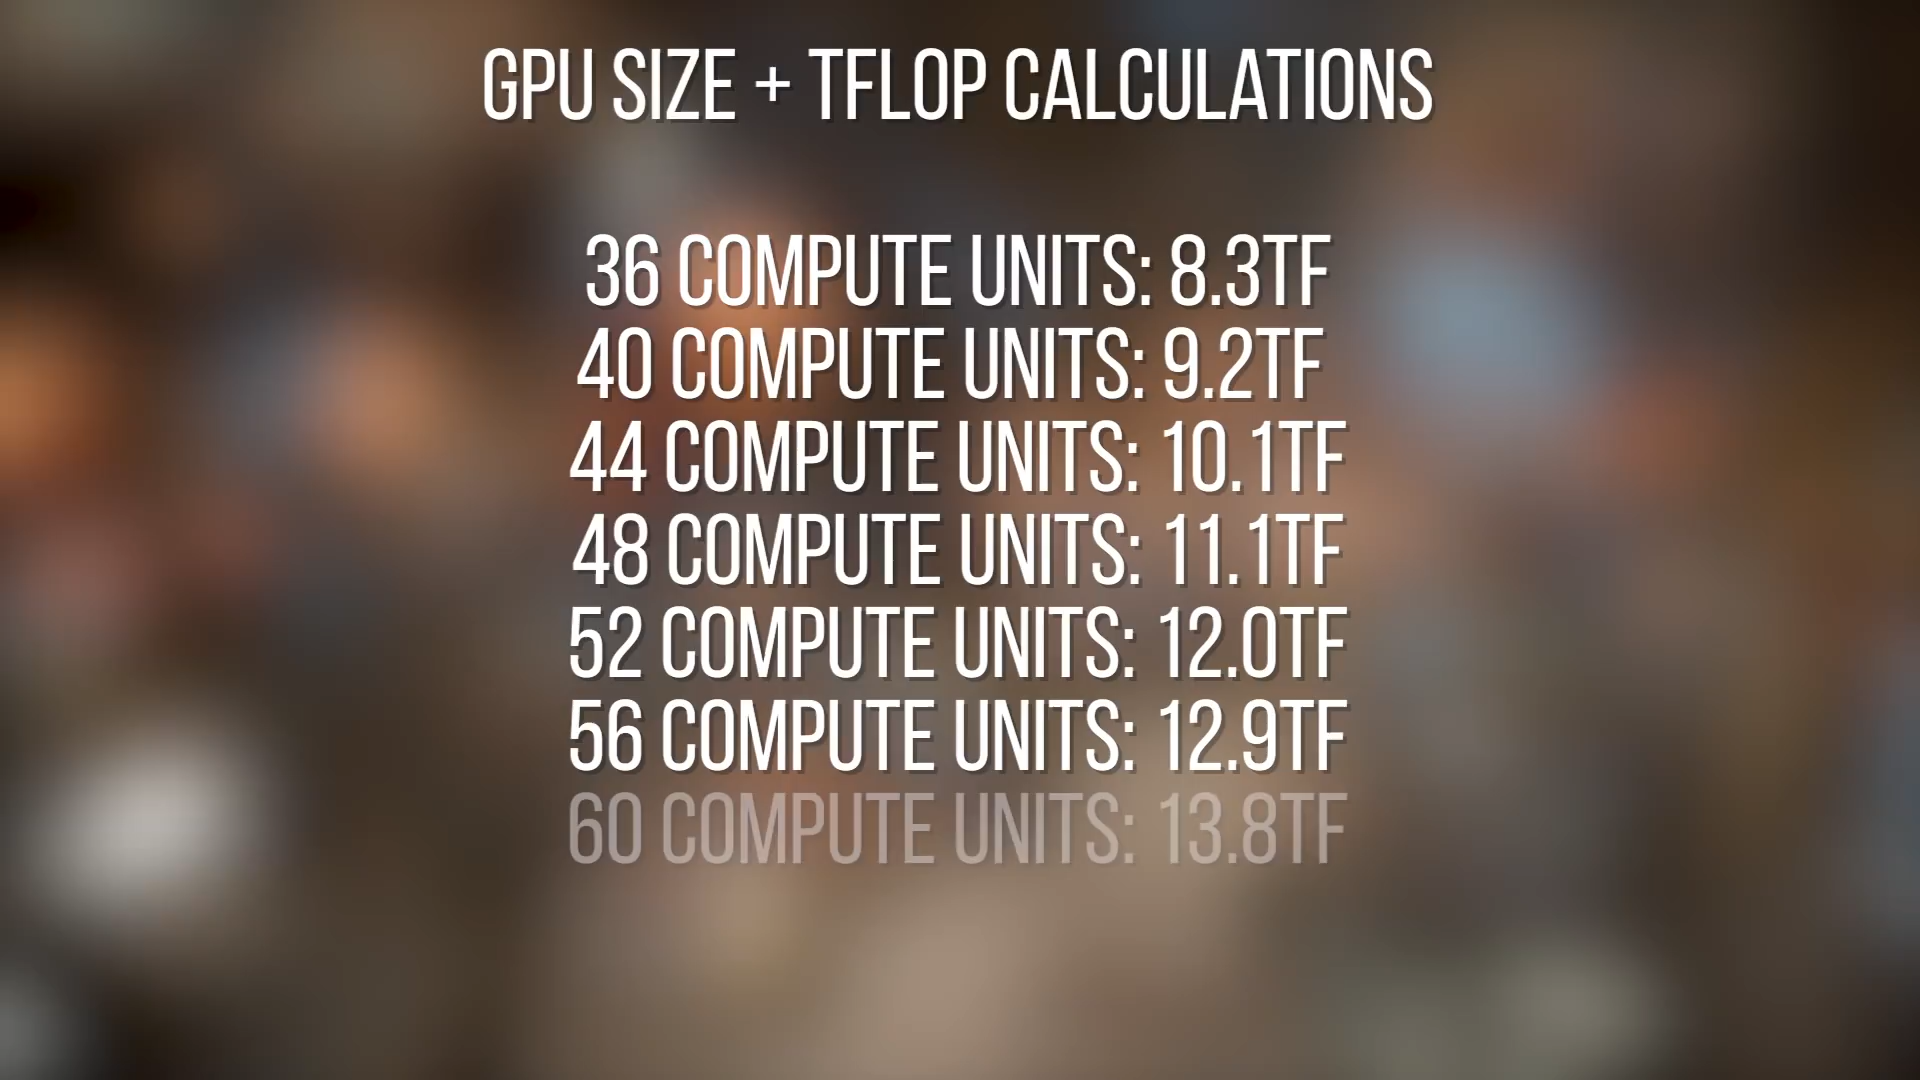 GPU SIZE + TFLOP CALCULATIONS
36 COMPUTE UNITS: 8.3TF
40 COMPUTE UNITS: 9.2TF
44 COMPUTE UNITS: 10.1TF
48 COMPUTE UNITS: 11.1TF
52 COMPUTE UNITS: 12.0TF
56 COMPUTE UNITS: 12.9TF
60 COMPUTE UNITS: 13.8TF